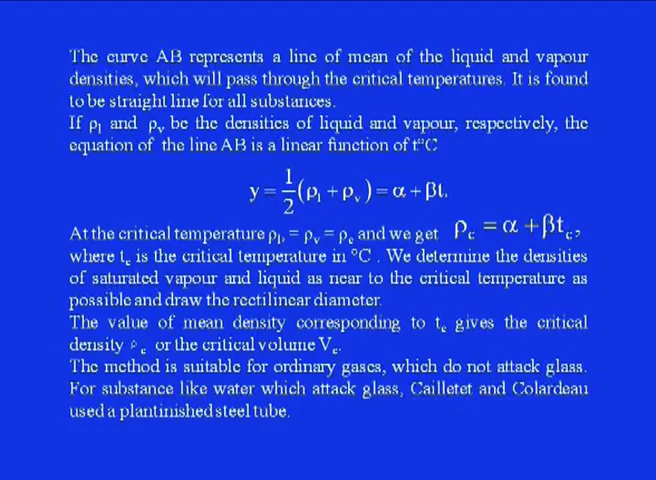 The curve AB represents a line of mean of the liquid and vapour
densities, which will pass through the critical temperatures. It is found
to be straight line for all substances.
If ρl and ρv be the densities of liquid and vapour, respectively, the
equation of the line AB is a linear function of t°C
y = 1/2 (ρl + ρv) = α + βt.
At the critical temperature ρl, = ρv = ρc and we get ρc = α + βtc,
where tc is the critical temperature in °C . We determine the densities
of saturated vapour and liquid as near to the critical temperature as
possible and draw the rectilinear diameter.
The value of mean density corresponding to tc gives the critical
density ρc or the critical volume Vc.
The method is suitable for ordinary gases, which do not attack glass.
For substance like water which attack glass, Cailletet and Colardeau
used a plantinished steel tube.